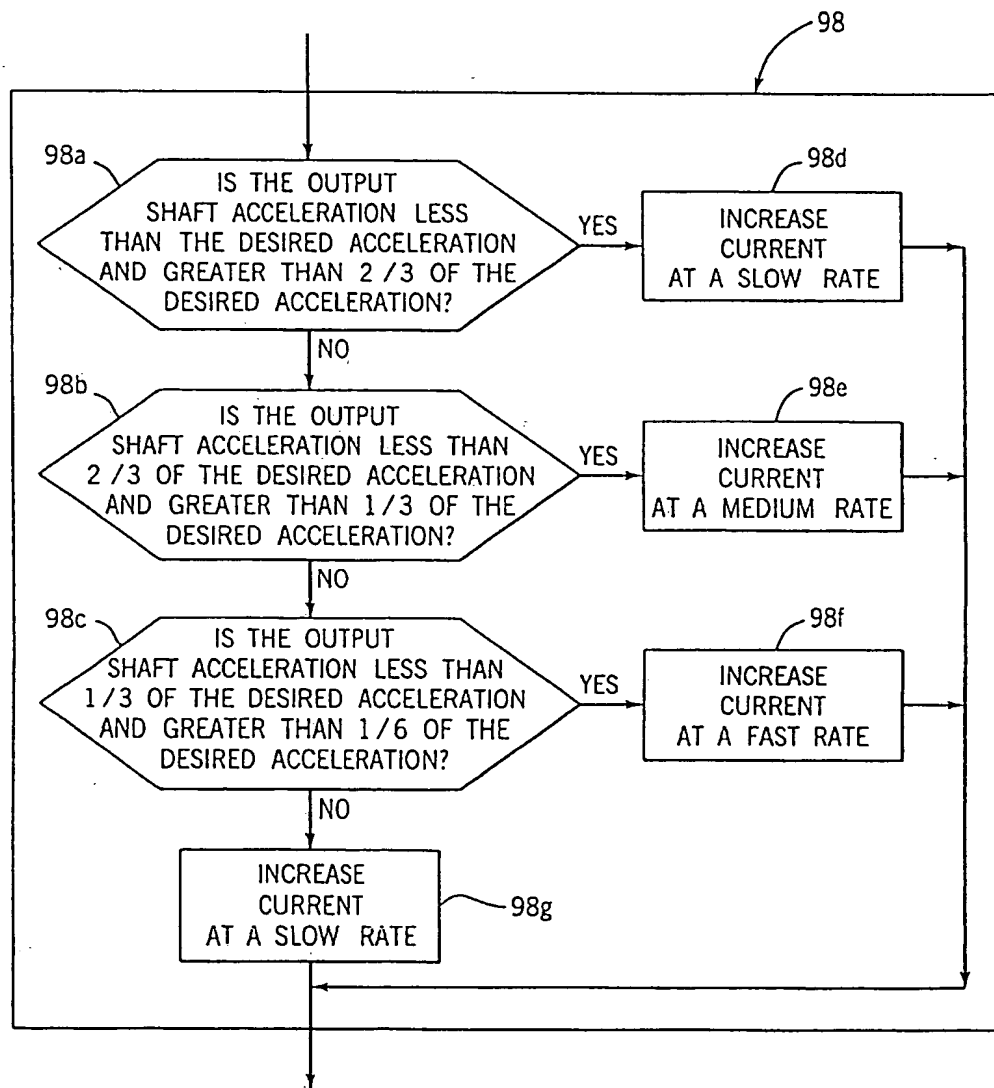 98
98a
IS THE OUTPUT
SHAFT ACCELERATION LESS
THAN THE DESIRED ACCELERATION
AND GREATER THAN 2/3 OF THE
DESIRED ACCELERATION?
YES
98d
INCREASE
CURRENT
AT A SLOW RATE
NO
98b
IS THE OUTPUT
SHAFT ACCELERATION LESS THAN
2/3 OF THE DESIRED ACCELERATION
AND GREATER THAN 1/3 OF THE
DESIRED ACCELERATION?
YES
98e
INCREASE
CURRENT
AT A MEDIUM RATE
NO
98c
IS THE OUTPUT
SHAFT ACCELERATION LESS THAN
1/3 OF THE DESIRED ACCELERATION
AND GREATER THAN 1/6 OF THE
DESIRED ACCELERATION?
YES
98f
INCREASE
CURRENT
AT A FAST RATE
NO
INCREASE
CURRENT
AT A SLOW RATE
98g